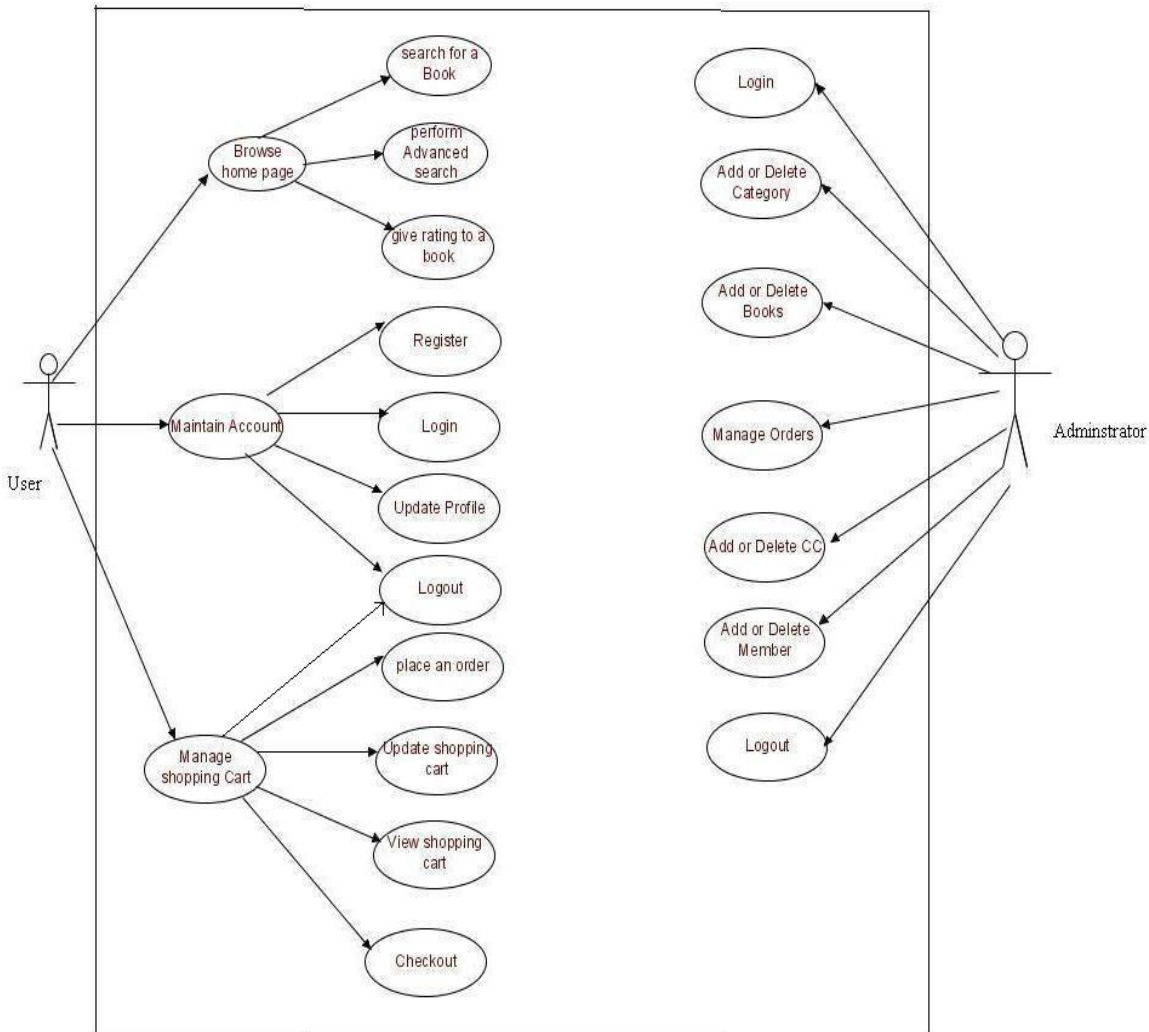 search for a
Book
Browse
home page
perform
Advanced
search
give rating to a
book
Register
Maintain Account
Login
User
Update Profile
Logout
place an order
Manage
shopping Cart
Update shopping
cart
View shopping
cart
Checkout
Login
Add or Delete
Category
Add or Delete
Books
Manage Orders
Adminstrator
Add or Delete CC
Add or Delete
Member
Logout